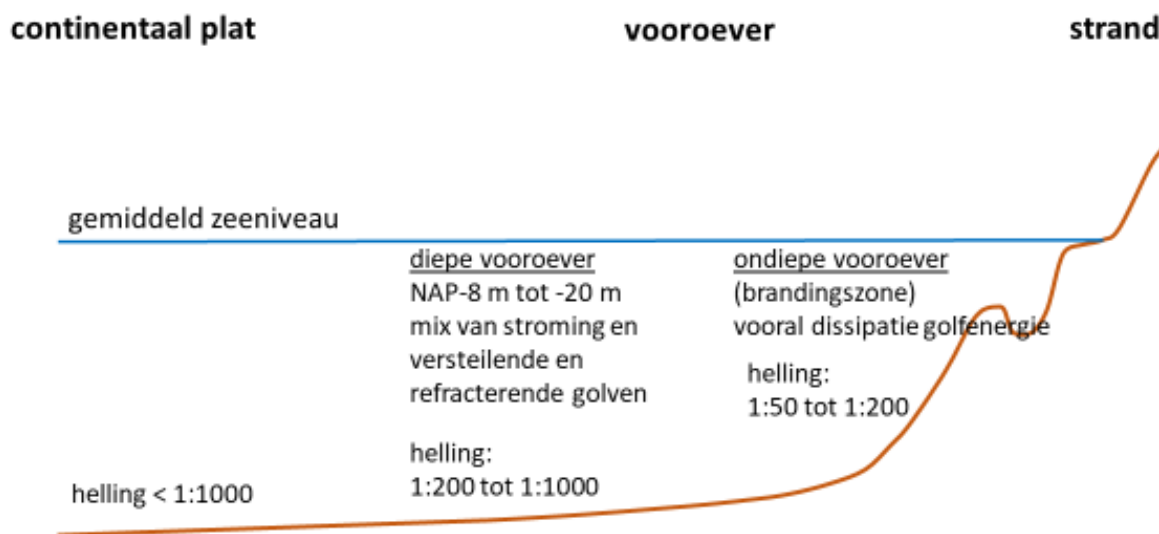 continentaal plat
vooroever
strand
gemiddeld zeeniveau
diepe vooroever
NAP-8 m tot -20 m
mix van stroming en
versteilende en
refracterende golven
helling:
1:200 tot 1:1000
ondiepe vooroever
(brandingszone)
vooral dissipatie golfenergie
helling:
1:50 tot 1:200
helling < 1:1000